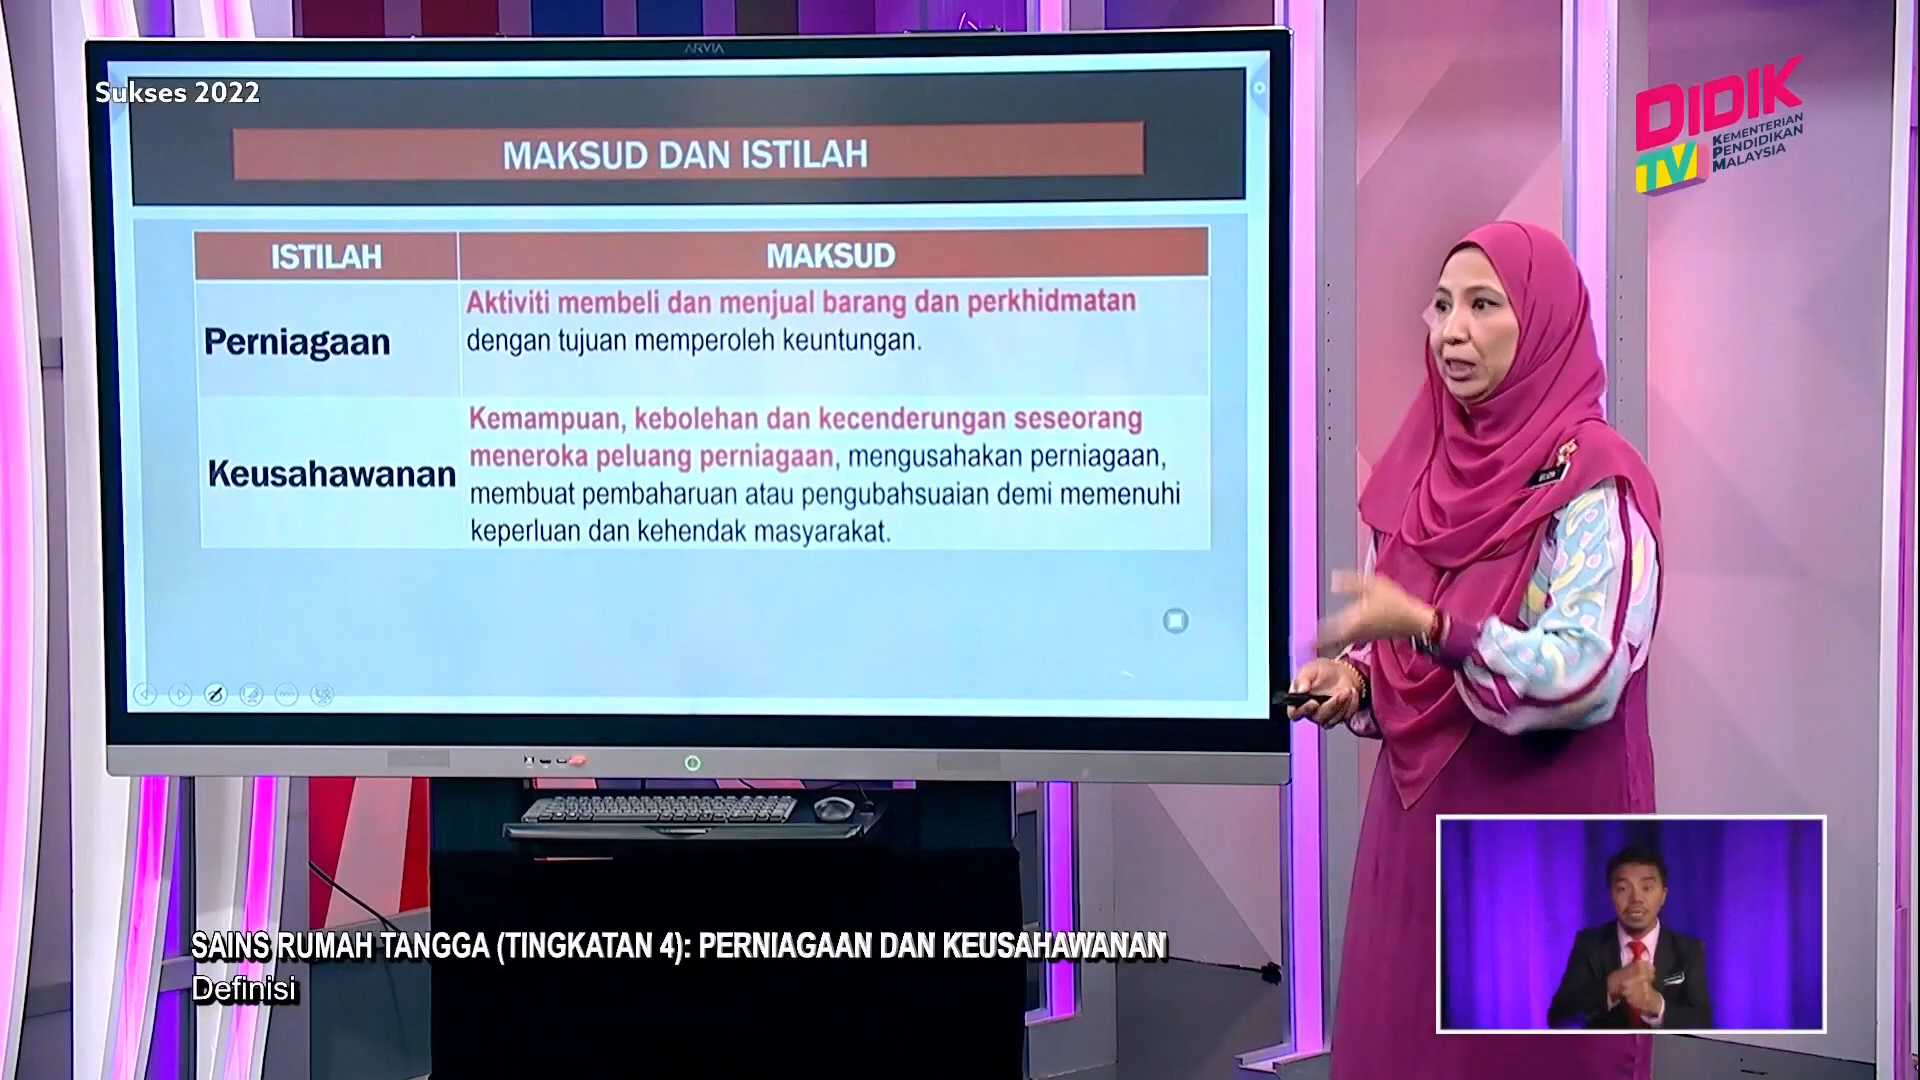 ARVIA
Sukses 2022
DIDIK
TV
KEMENTERIAN
PENDIDIKAN
MALAYSIA
MAKSUD DAN ISTILAH
ISTILAH
MAKSUD
Perniagaan
Aktiviti membeli dan menjual barang dan perkhidmatan
dengan tujuan memperoleh keuntungan.
Keusahawanan
Kemampuan, kebolehan dan kecenderungan seseorang
meneroka peluang perniagaan, mengusahakan perniagaan,
membuat pembaharuan atau pengubahsuaian demi memenuhi
keperluan dan kehendak masyarakat.
SAINS RUMAH TANGGA (TINGKATAN 4): PERNIAGAAN DAN KEUSAHAWANAN
Definisi